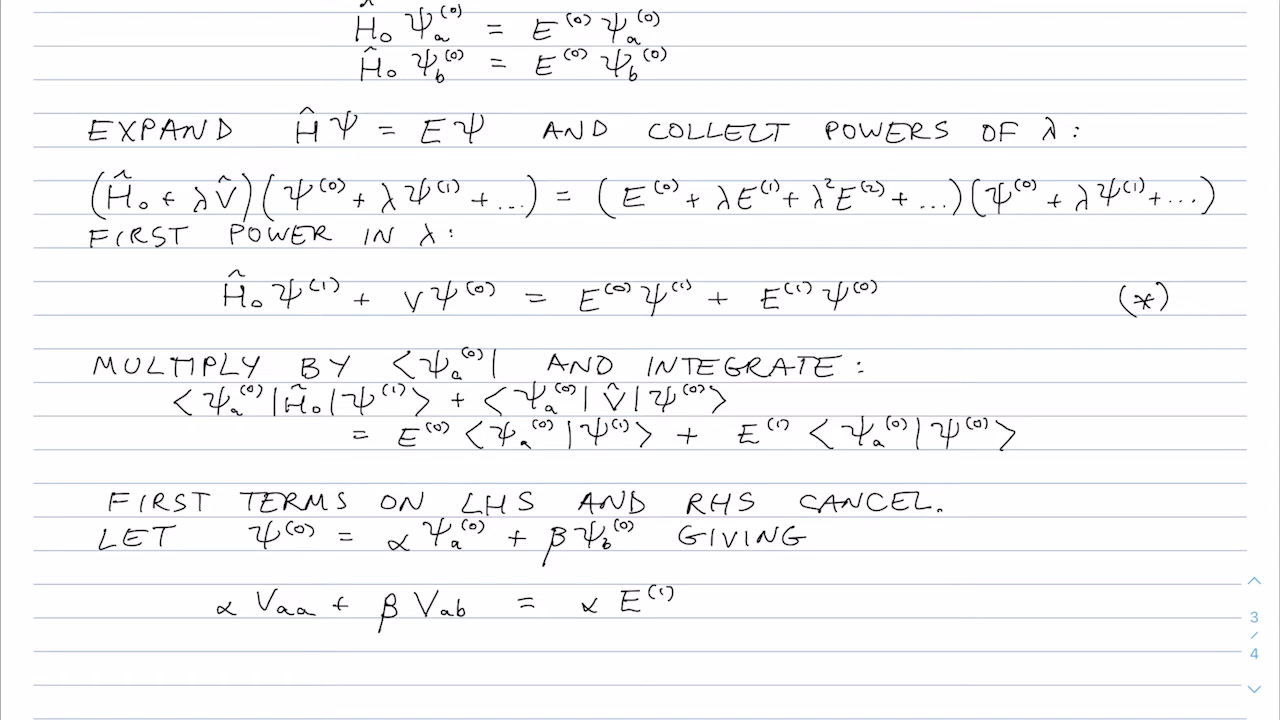 Ĥ₀ ψₐ⁽⁰⁾ = E⁽⁰⁾ ψₐ⁽⁰⁾
Ĥ₀ ψ_b⁽⁰⁾ = E⁽⁰⁾ ψ_b⁽⁰⁾
EXPAND Ĥψ = Eψ AND COLLECT POWERS OF λ:
(Ĥ₀ + λV̂)(ψ⁽⁰⁾ + λψ⁽¹⁾ + ...) = (E⁽⁰⁾ + λE⁽¹⁾ + λ²E⁽²⁾ + ...)(ψ⁽⁰⁾ + λψ⁽¹⁾ + ...)
FIRST POWER IN λ:
Ĥ₀ψ⁽¹⁾ + Vψ⁽⁰⁾ = E⁽⁰⁾ψ⁽¹⁾ + E⁽¹⁾ψ⁽⁰⁾ (*)
MULTIPLY BY <ψₐ⁽⁰⁾| AND INTEGRATE:
<ψₐ⁽⁰⁾|Ĥ₀|ψ⁽¹⁾> + <ψₐ⁽⁰⁾|V̂|ψ⁽⁰⁾>
= E⁽⁰⁾<ψₐ⁽⁰⁾|ψ⁽¹⁾> + E⁽¹⁾<ψₐ⁽⁰⁾|ψ⁽⁰⁾>
FIRST TERMS ON LHS AND RHS CANCEL.
LET ψ⁽⁰⁾ = αψₐ⁽⁰⁾ + βψ_b⁽⁰⁾ GIVING
α Vₐₐ + β V_ab = α E⁽¹⁾
3
/
4